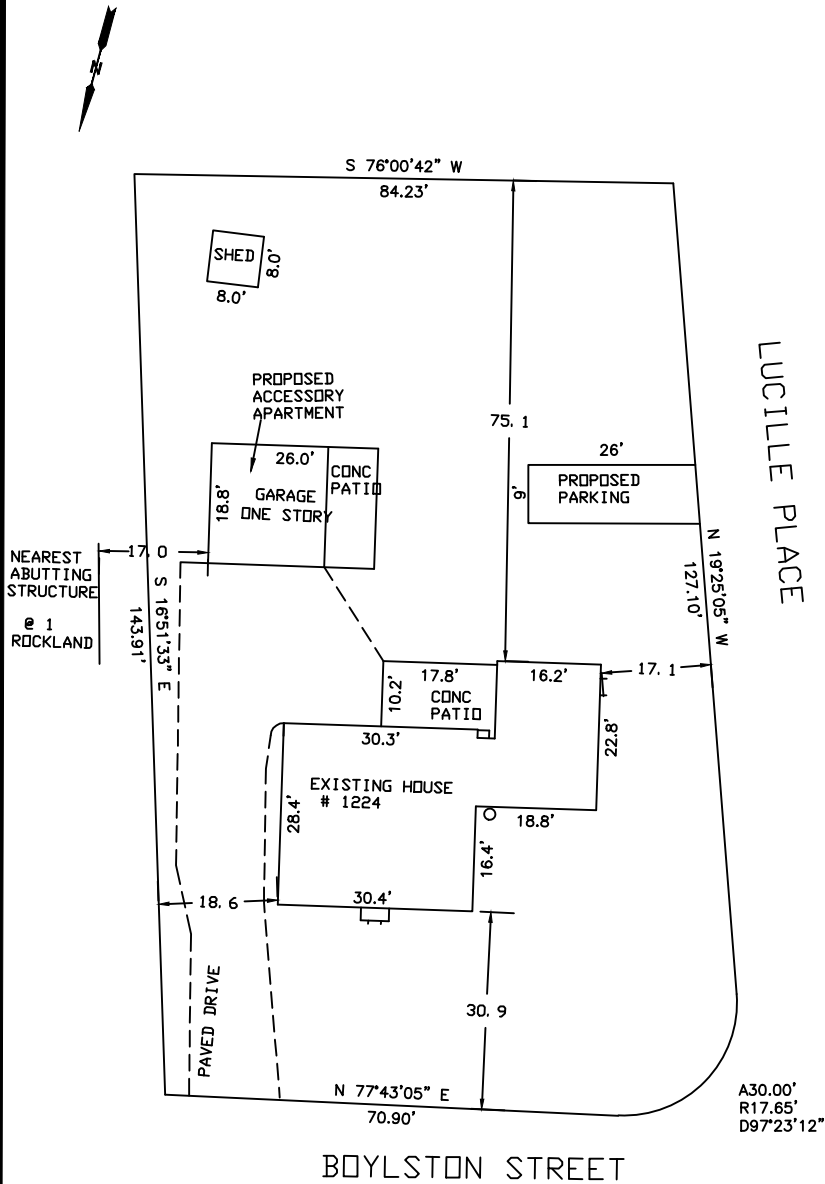 N
S 76°00'42" W
84.23'
SHED
8.0'
8.0'
PROPOSED
ACCESSORY
APARTMENT
75.1
26'
9'
PROPOSED
PARKING
LUCILLE PLACE
26.0'
CONC
PATIO
18.8'
GARAGE
ONE STORY
17.0
NEAREST
ABUTTING
STRUCTURE
@ 1
ROCKLAND
S 16°51'33" E
143.91'
N 19°25'05" W
127.10'
17.8'
10.2'
CONC
PATIO
16.2'
17.1
30.3'
22.8'
EXISTING HOUSE
# 1224
28.4'
18.8'
16.4'
30.4'
18.6
30.9
PAVED DRIVE
N 77°43'05" E
70.90'
A30.00'
R17.65'
D97°23'12"
BOYLSTON STREET